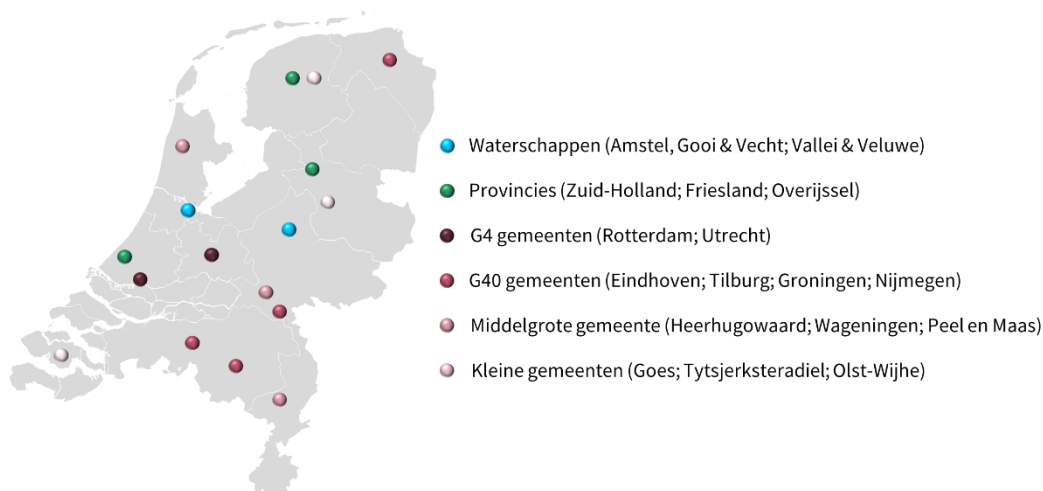 Waterschappen (Amstel, Gooi & Vecht; Vallei & Veluwe)
Provincies (Zuid-Holland; Friesland; Overijssel)
G4 gemeenten (Rotterdam; Utrecht)
G40 gemeenten (Eindhoven; Tilburg; Groningen; Nijmegen)
Middelgrote gemeente (Heerhugowaard; Wageningen; Peel en Maas)
Kleine gemeenten (Goes; Tytsjerksteradiel; Olst-Wijhe)